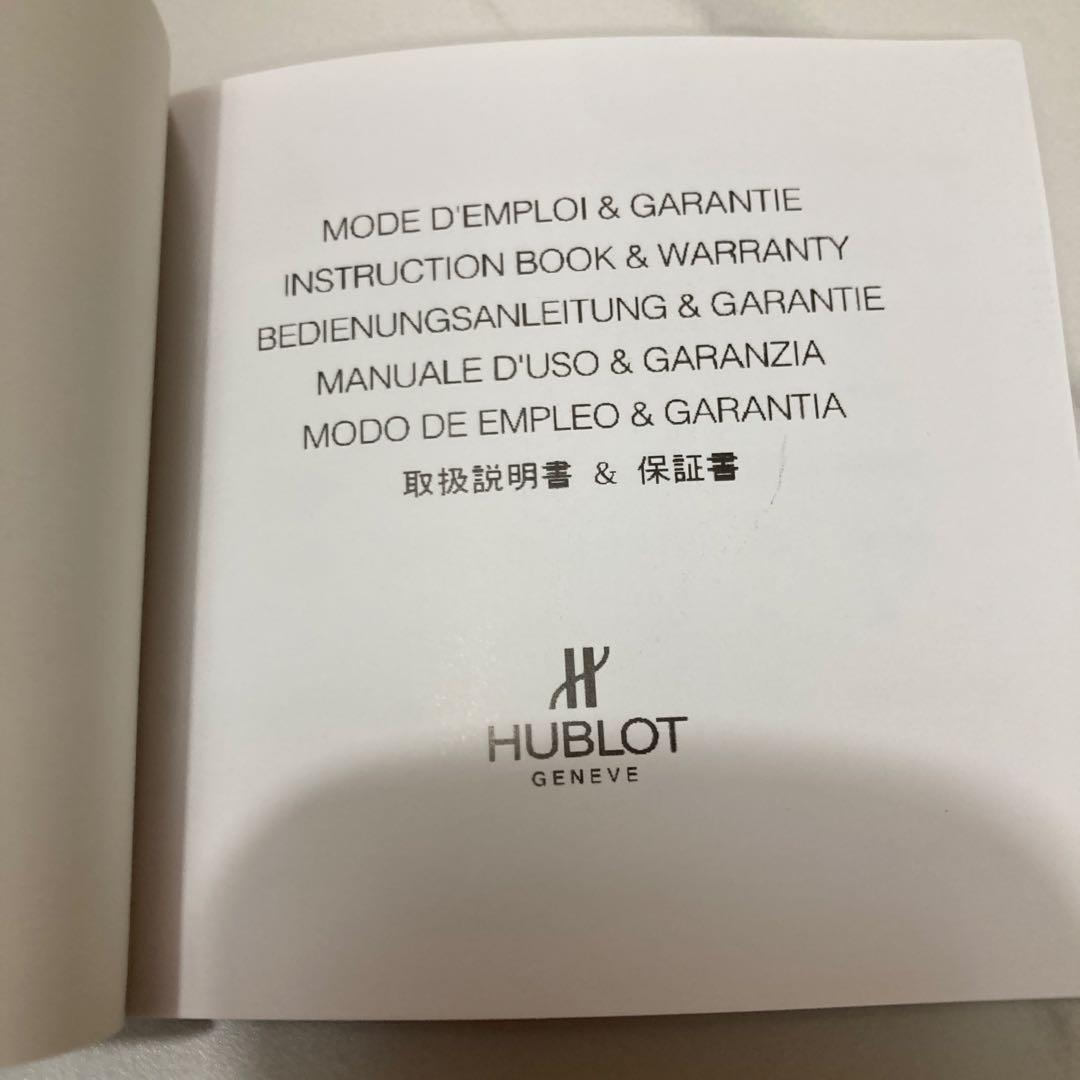 MODE D'EMPLOI & GARANTIE
INSTRUCTION BOOK & WARRANTY
BEDIENUNGSANLEITUNG & GARANTIE
MANUALE D'USO & GARANZIA
MODO DE EMPLEO & GARANTIA
取扱説明書 & 保証書
H
HUBLOT
GENEVE